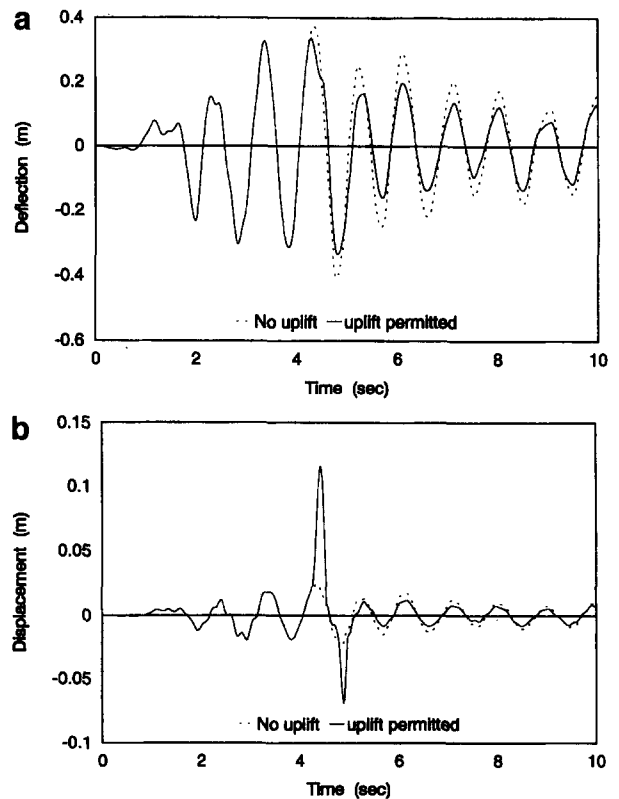 a
0.4
0.2
0
-0.2
-0.4
-0.6
Deflection (m)
No uplift uplift permitted
0 2 4 6 8 10
Time (sec)
b
0.15
0.1
0.05
0
-0.05
-0.1
Displacement (m)
No uplift uplift permitted
0 2 4 6 8 10
Time (sec)